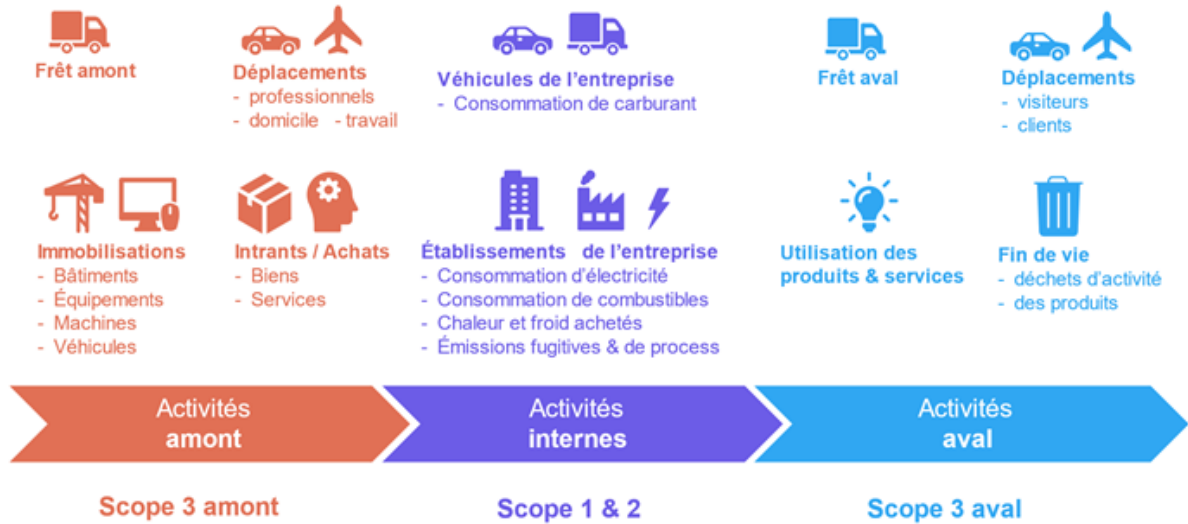 Frêt amont
Déplacements
- professionnels
- domicile - travail
Véhicules de l'entreprise
- Consommation de carburant
Frêt aval
Déplacements
- visiteurs
- clients
Immobilisations
- Bâtiments
- Équipements
- Machines
- Véhicules
Intrants / Achats
- Biens
- Services
Établissements de l'entreprise
- Consommation d'électricité
- Consommation de combustibles
- Chaleur et froid achetés
- Émissions fugitives & de process
Utilisation des
produits & services
Fin de vie
- déchets d'activité
- des produits
Activités
amont
Activités
internes
Activités
aval
Scope 3 amont
Scope 1 & 2
Scope 3 aval